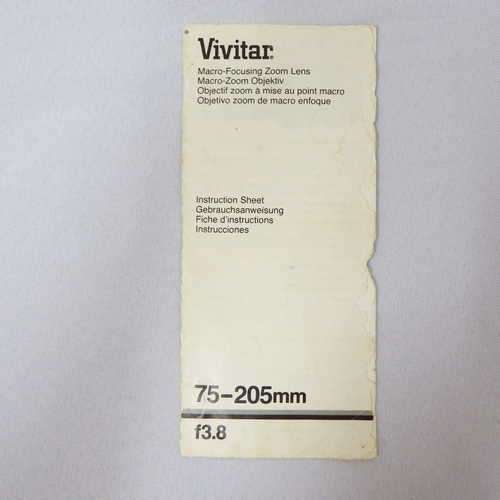 Vivitar®
Macro-Focusing Zoom Lens
Macro-Zoom Objektiv
Objectif zoom à mise au point macro
Objetivo zoom de macro enfoque
Instruction Sheet
Gebrauchsanweisung
Fiche d'instructions
Instrucciones
75–205mm
f3.8